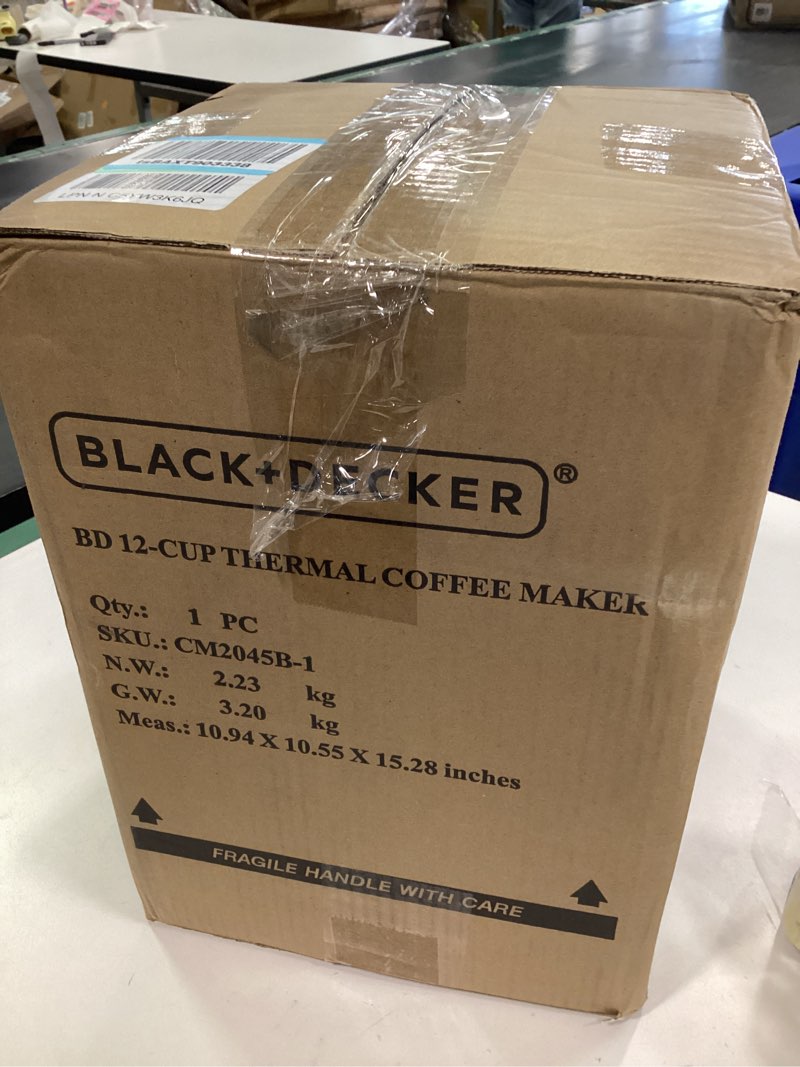 BLACK+DECKER®
BD 12-CUP THERMAL COFFEE MAKER
Qty.: 1 PC
SKU.: CM2045B-1
N.W.: 2.23 kg
G.W.: 3.20 kg
Meas.: 10.94 X 10.55 X 15.28 inches
FRAGILE HANDLE WITH CARE